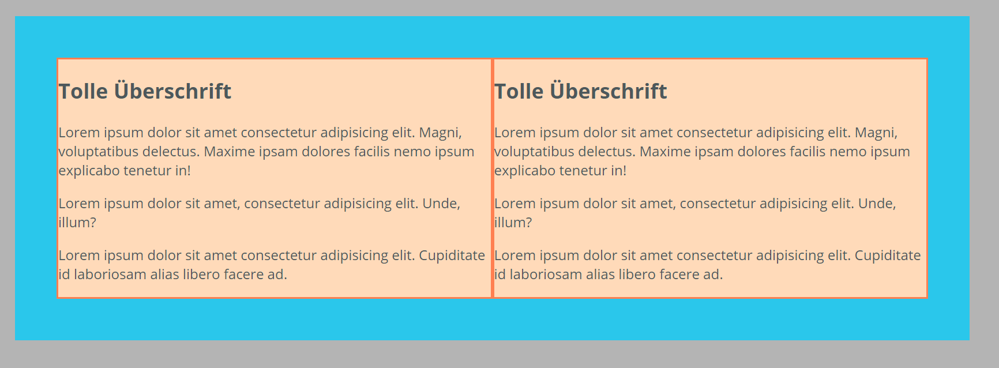 Tolle Überschrift
Lorem ipsum dolor sit amet consectetur adipisicing elit. Magni,
voluptatibus delectus. Maxime ipsam dolores facilis nemo ipsum
explicabo tenetur in!
Lorem ipsum dolor sit amet, consectetur adipisicing elit. Unde,
illum?
Lorem ipsum dolor sit amet consectetur adipisicing elit. Cupiditate
id laboriosam alias libero facere ad.
Tolle Überschrift
Lorem ipsum dolor sit amet consectetur adipisicing elit. Magni,
voluptatibus delectus. Maxime ipsam dolores facilis nemo ipsum
explicabo tenetur in!
Lorem ipsum dolor sit amet, consectetur adipisicing elit. Unde,
illum?
Lorem ipsum dolor sit amet consectetur adipisicing elit. Cupiditate
id laboriosam alias libero facere ad.